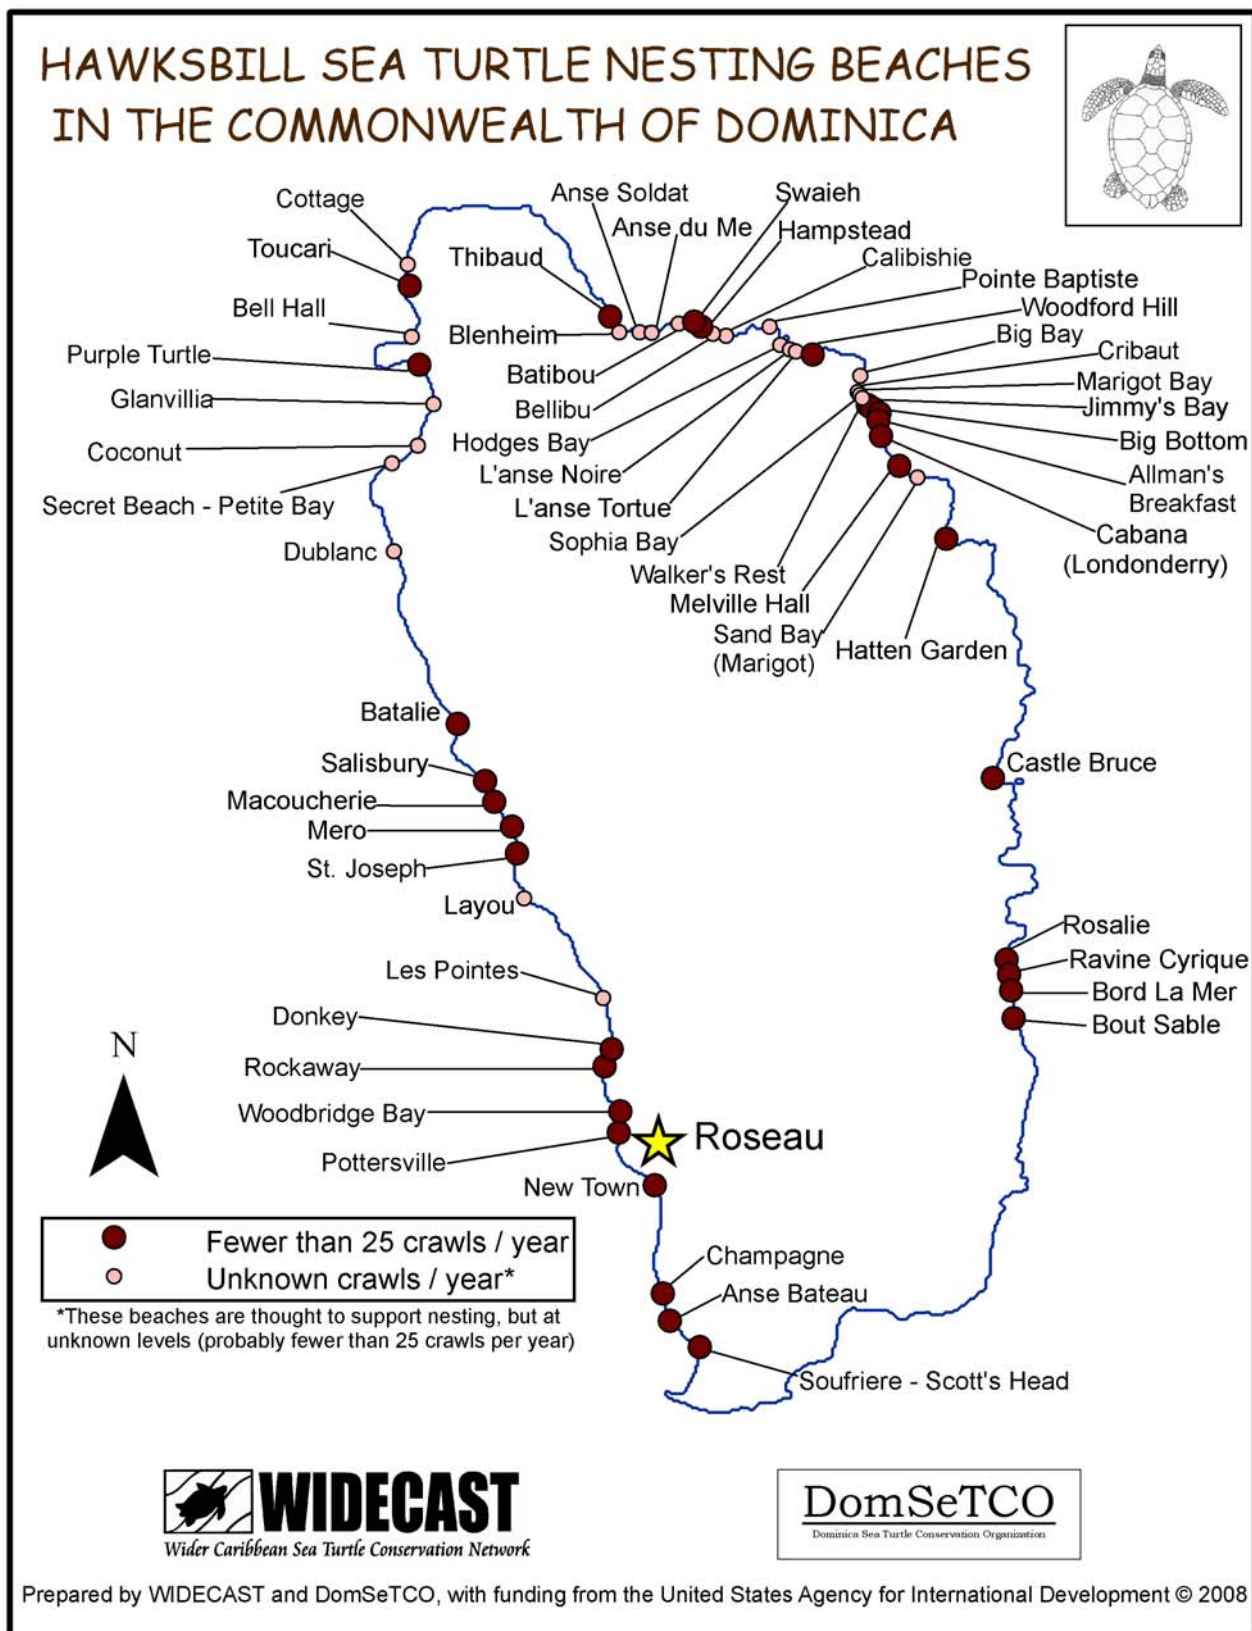 HAWKSBILL SEA TURTLE NESTING BEACHES
IN THE COMMONWEALTH OF DOMINICA
Cottage
Toucari
Bell Hall
Purple Turtle
Glanvillia
Coconut
Secret Beach - Petite Bay
Dublanc
Thibaud
Blenheim
Anse Soldat
Anse du Me
Swaieh
Hampstead
Calibishie
Pointe Baptiste
Woodford Hill
Big Bay
Cribaut
Marigot Bay
Jimmy's Bay
Big Bottom
Allman's
Breakfast
Cabana
(Londonderry)
Batibou
Bellibu
Hodges Bay
L'anse Noire
L'anse Tortue
Sophia Bay
Walker's Rest
Melville Hall
Sand Bay
(Marigot)
Hatten Garden
Batalie
Salisbury
Macoucherie
Mero
St. Joseph
Layou
Les Pointes
Donkey
Rockaway
Woodbridge Bay
Pottersville
New Town
Roseau
Castle Bruce
Rosalie
Ravine Cyrique
Bord La Mer
Bout Sable
Champagne
Anse Bateau
Soufriere - Scott's Head
N
Fewer than 25 crawls / year
Unknown crawls / year*
*These beaches are thought to support nesting, but at
unknown levels (probably fewer than 25 crawls per year)
WIDECAST
Wider Caribbean Sea Turtle Conservation Network
DomSeTCO
Dominica Sea Turtle Conservation Organization
Prepared by WIDECAST and DomSeTCO, with funding from the United States Agency for International Development © 2008